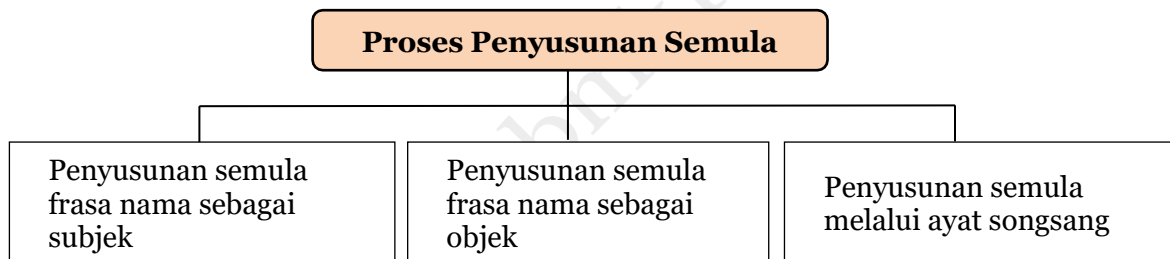 Proses Penyusunan Semula
Penyusunan semula
frasa nama sebagai
subjek
Penyusunan semula
frasa nama sebagai
objek
Penyusunan semula
melalui ayat songsang